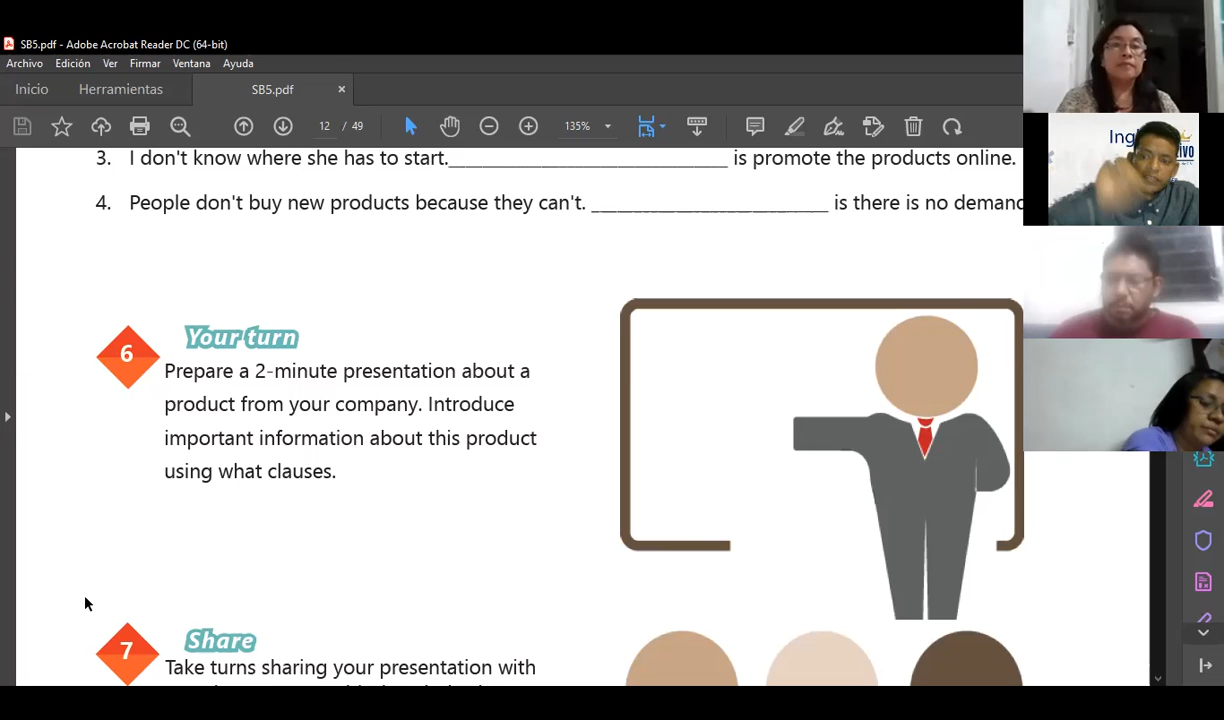 SB5.pdf - Adobe Acrobat Reader DC (64-bit)
Archivo Edición Ver Firmar Ventana Ayuda
Inicio Herramientas SB5.pdf ×
12 / 49 135%
3. I don't know where she has to start.______________________________ is promote the products online.
4. People don't buy new products because they can't. __________________________ is there is no deman
6 Your turn
Prepare a 2-minute presentation about a
product from your company. Introduce
important information about this product
using what clauses.
7 Share
Take turns sharing your presentation with